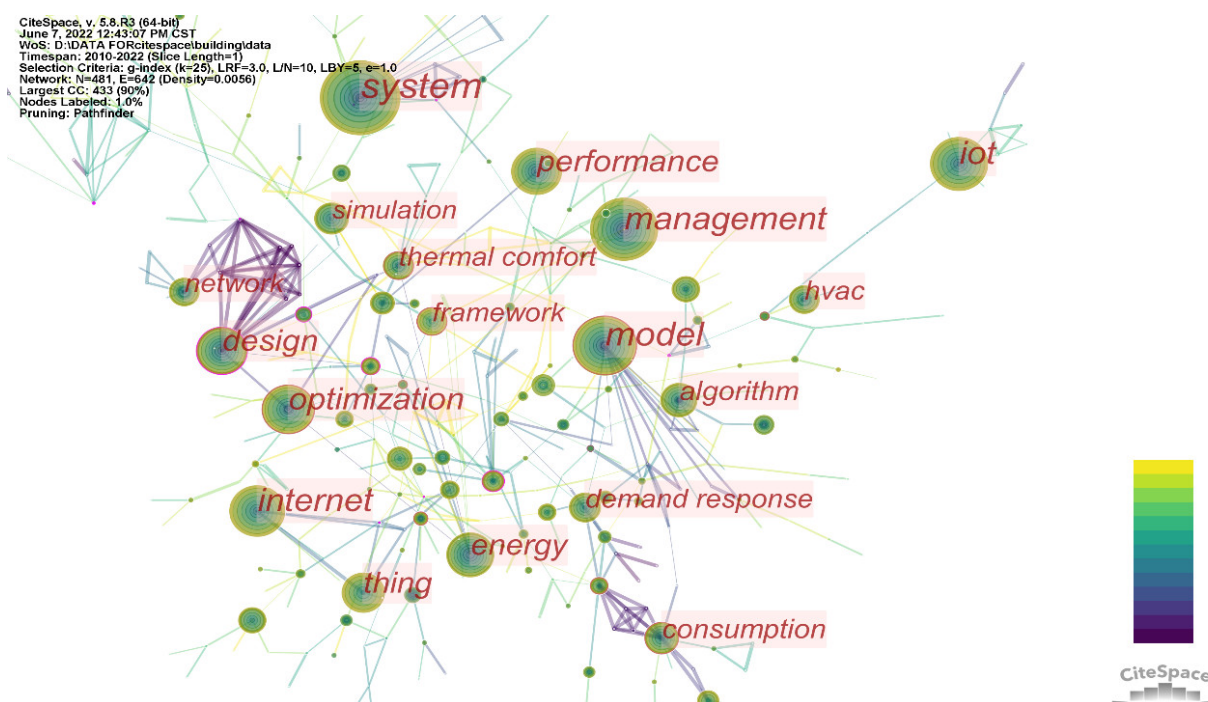 CiteSpace, v. 5.8.R3 (64-bit)
June 7, 2022 12:43:07 PM CST
WoS: D:\DATA FORcitespace\building\data
Timespan: 2010-2022 (Slice Length=1)
Selection Criteria: g-index (k=25), LRF=3.0, L/N=10, LBY=5, e=1.0
Network: N=481, E=642 (Density=0.0056)
Largest CC: 433 (90%)
Nodes Labeled: 1.0%
Pruning: Pathfinder
system
performance
iot
simulation
management
thermal comfort
network
hvac
framework
design
model
optimization
algorithm
internet
demand response
energy
thing
consumption
CiteSpace